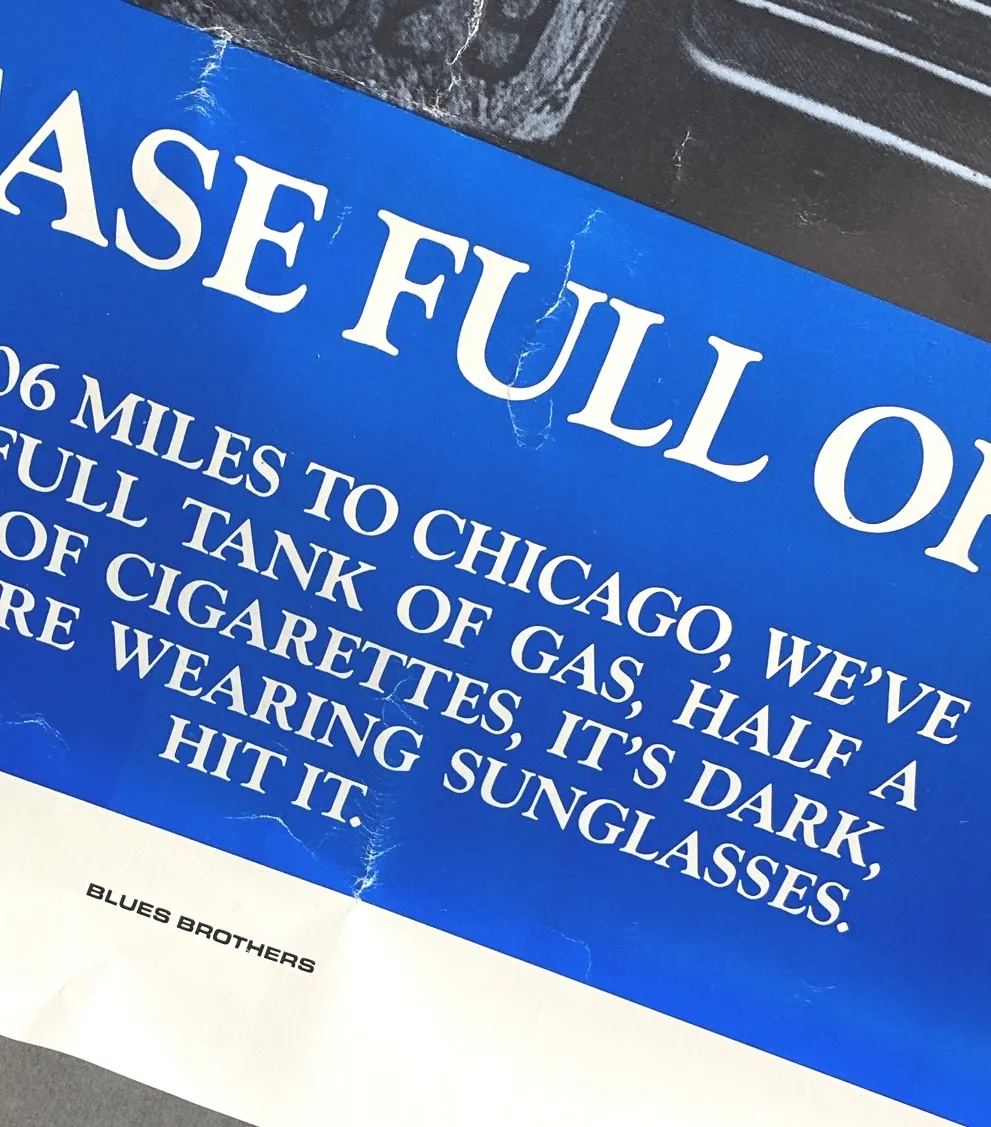 829
ASE FULL O
06 MILES TO CHICAGO, WE'VE
FULL TANK OF GAS, HALF A
OF CIGARETTES, IT'S DARK,
RE WEARING SUNGLASSES.
HIT IT.
BLUES BROTHERS